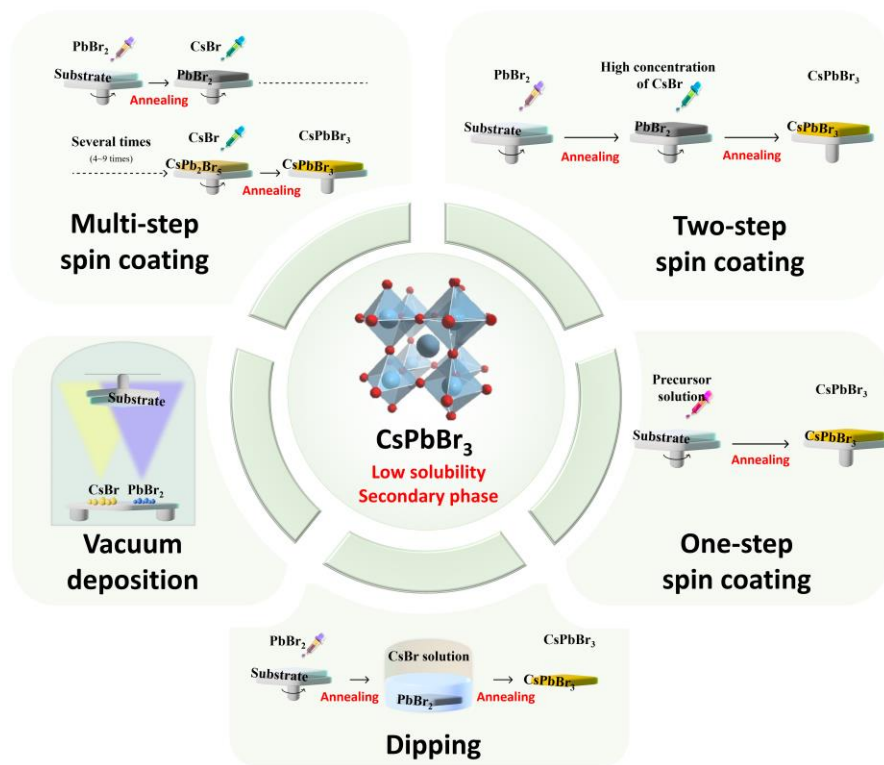 PbBr₂
CsBr
Substrate
PbBr₂
Annealing
Several times
(4~9 times)
CsBr
CsPbBr₃
CsPb₂Br₅
CsPbBr₃
Annealing
Multi-step
spin coating
PbBr₂
High concentration
of CsBr
CsPbBr₃
Substrate
PbBr₂
CsPbBr₃
Annealing
Annealing
Two-step
spin coating
CsPbBr₃
Low solubility
Secondary phase
Substrate
CsBr
PbBr₂
Vacuum
deposition
Precursor
solution
CsPbBr₃
Substrate
CsPbBr₃
Annealing
One-step
spin coating
PbBr₂
CsBr solution
CsPbBr₃
Substrate
PbBr₂
CsPbBr₃
Annealing
Annealing
Dipping